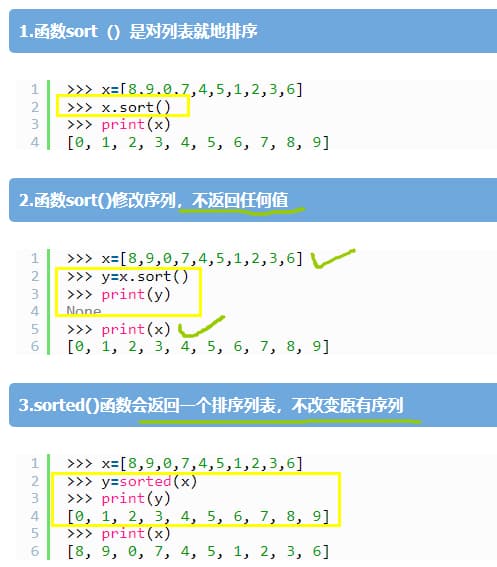 1.函数sort（）是对列表就地排序
1 >>> x=[8,9,0,7,4,5,1,2,3,6]
2 >>> x.sort()
3 >>> print(x)
4 [0, 1, 2, 3, 4, 5, 6, 7, 8, 9]
2.函数sort()修改序列，不返回任何值
1 >>> x=[8,9,0,7,4,5,1,2,3,6]
2 >>> y=x.sort()
3 >>> print(y)
4 None
5 >>> print(x)
6 [0, 1, 2, 3, 4, 5, 6, 7, 8, 9]
3.sorted()函数会返回一个排序列表，不改变原有序列
1 >>> x=[8,9,0,7,4,5,1,2,3,6]
2 >>> y=sorted(x)
3 >>> print(y)
4 [0, 1, 2, 3, 4, 5, 6, 7, 8, 9]
5 >>> print(x)
6 [8, 9, 0, 7, 4, 5, 1, 2, 3, 6]